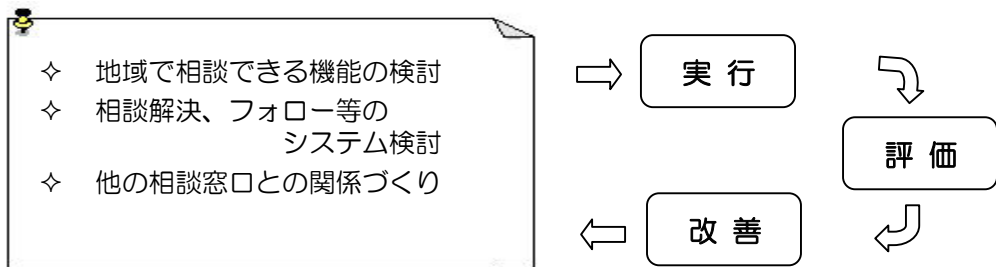 ✧ 地域で相談できる機能の検討
✧ 相談解決、フォロー等の
システム検討
✧ 他の相談窓口との関係づくり
実 行
評 価
改 善